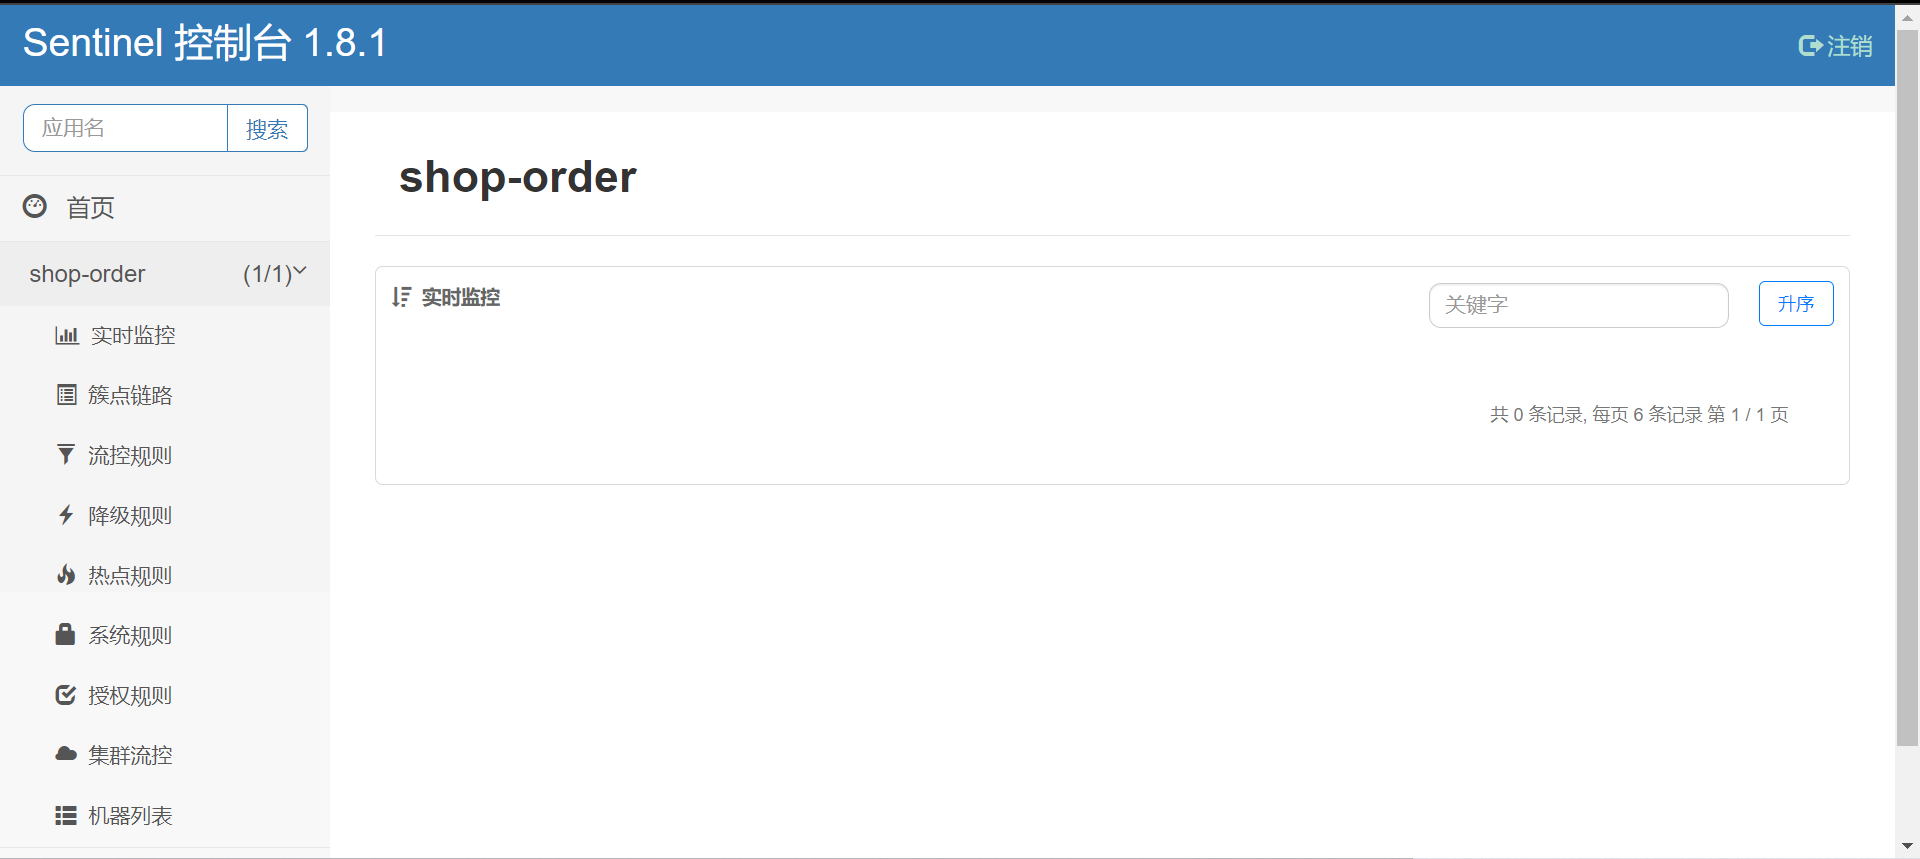 Sentinel 控制台 1.8.1
注销
应用名
搜索
首页
shop-order (1/1)
实时监控
簇点链路
流控规则
降级规则
热点规则
系统规则
授权规则
集群流控
机器列表
shop-order
实时监控
关键字
升序
共 0 条记录, 每页 6 条记录 第 1 / 1 页